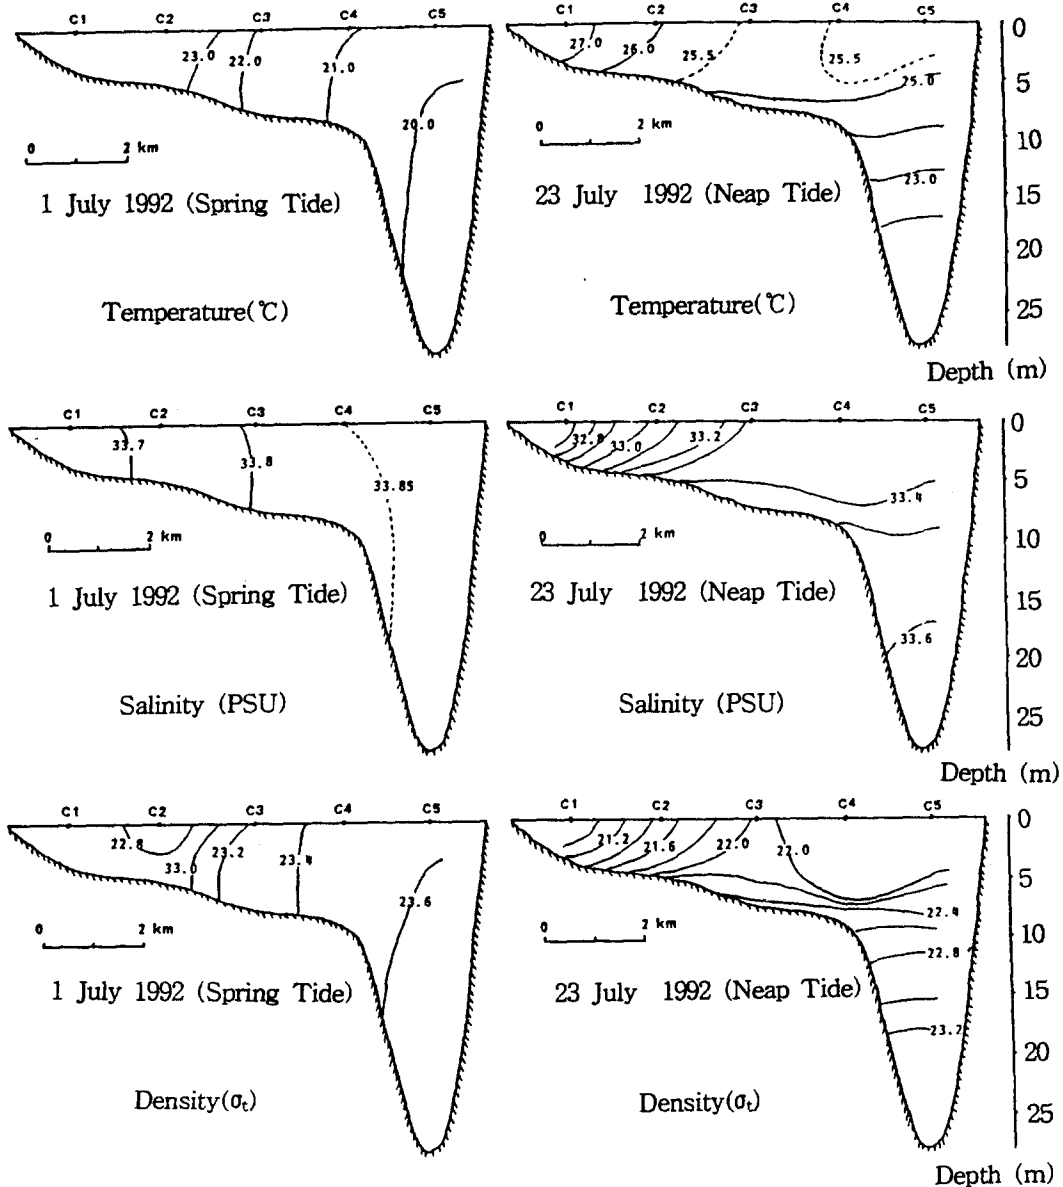 C1 C2 C3 C4 C5
23.0 22.0 21.0 20.0
0 2 km
1 July 1992 (Spring Tide)
Temperature(℃)
C1 C2 C3 C4 C5
27.0 26.0 25.5 25.5 25.0 23.0
0 2 km
23 July 1992 (Neap Tide)
Temperature(℃)
0
5
10
15
20
25
Depth (m)
C1 C2 C3 C4 C5
33.7 33.8 33.85
0 2 km
1 July 1992 (Spring Tide)
Salinity (PSU)
C1 C2 C3 C4 C5
32.8 33.0 33.2 33.4 33.6
0 2 km
23 July 1992 (Neap Tide)
Salinity (PSU)
0
5
10
15
20
25
Depth (m)
C1 C2 C3 C4 C5
22.8 33.0 23.2 23.4 23.6
0 2 km
1 July 1992 (Spring Tide)
Density(σt)
C1 C2 C3 C4 C5
21.2 21.6 22.0 22.0 22.4 22.8 23.2
0 2 km
23 July 1992 (Neap Tide)
Density(σt)
0
5
10
15
20
25
Depth (m)